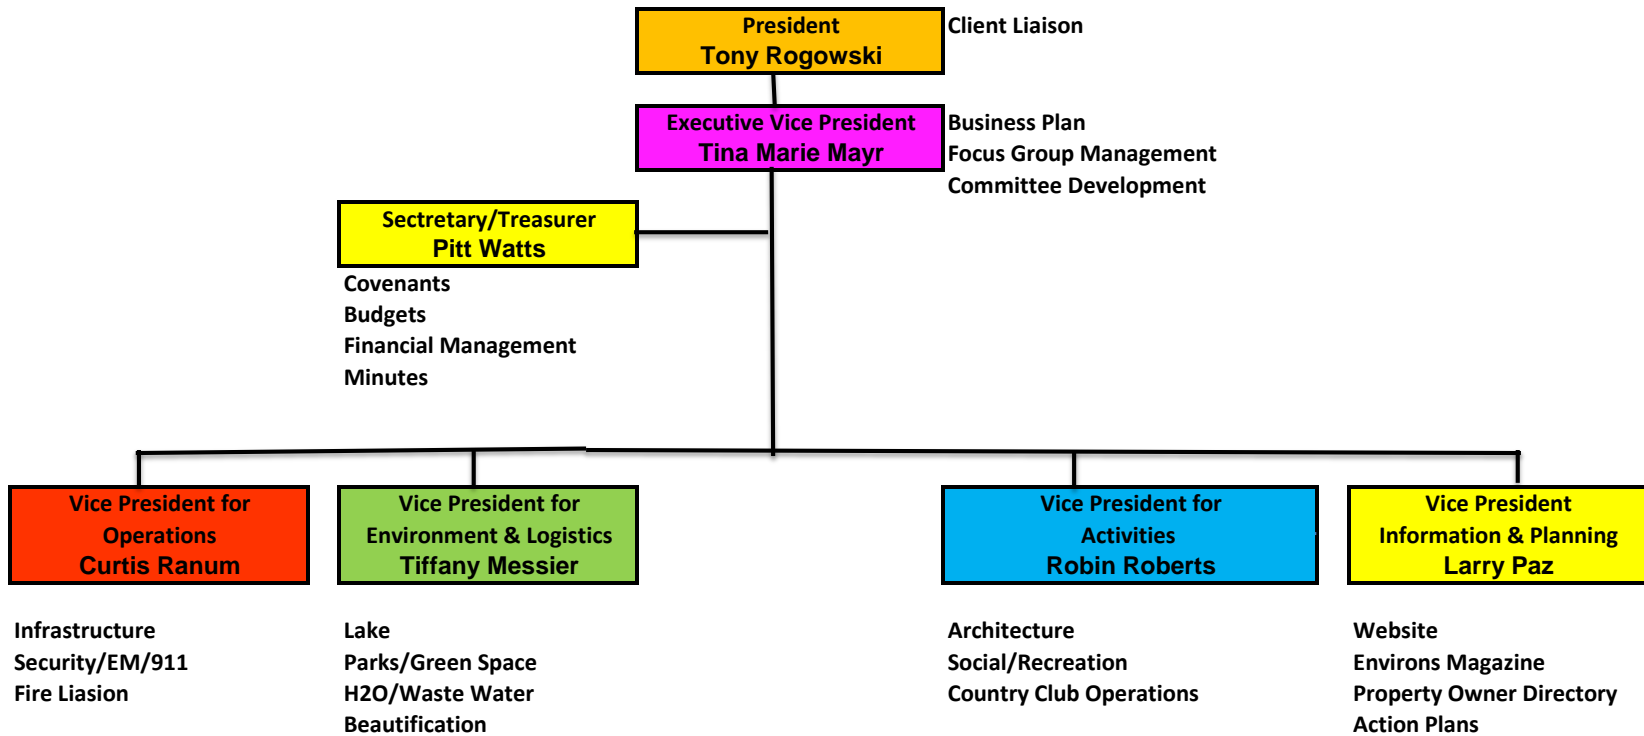 President
Tony Rogowski
Client Liaison
Executive Vice President
Tina Marie Mayr
Business Plan
Focus Group Management
Committee Development
Sectretary/Treasurer
Pitt Watts
Covenants
Budgets
Financial Management
Minutes
Vice President for
Operations
Curtis Ranum
Infrastructure
Security/EM/911
Fire Liasion
Vice President for
Environment & Logistics
Tiffany Messier
Lake
Parks/Green Space
H2O/Waste Water
Beautification
Vice President for
Activities
Robin Roberts
Architecture
Social/Recreation
Country Club Operations
Vice President
Information & Planning
Larry Paz
Website
Environs Magazine
Property Owner Directory
Action Plans